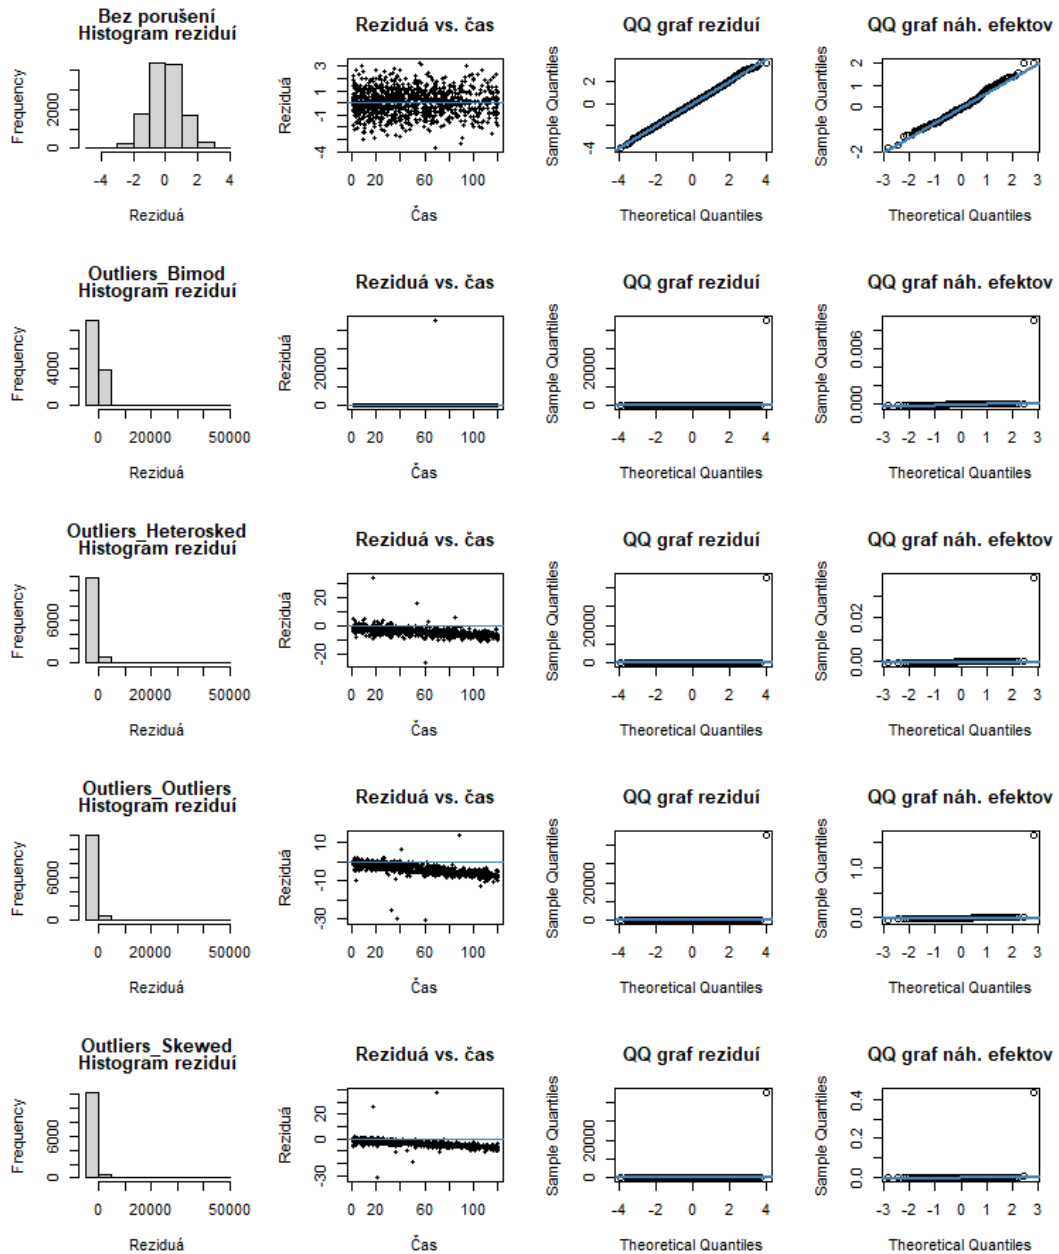 Bez porušení
Histogram reziduí
Reziduá vs. čas
QQ graf reziduí
QQ graf náh. efektov
Frequency
0 2000
-4 -2 0 2 4
Reziduá
Reziduá
-4 -1 1 3
0 20 60 100
Čas
Sample Quantiles
-4 0 2
-4 -2 0 2 4
Theoretical Quantiles
Sample Quantiles
-2 0 1 2
-3 -2 -1 0 1 2 3
Theoretical Quantiles
Outliers_Bimod
Histogram reziduí
Reziduá vs. čas
QQ graf reziduí
QQ graf náh. efektov
Frequency
0 4000
0 20000 50000
Reziduá
Reziduá
0 20000
0 20 60 100
Čas
Sample Quantiles
0 20000
-4 -2 0 2 4
Theoretical Quantiles
Sample Quantiles
0.000 0.006
-3 -2 -1 0 1 2 3
Theoretical Quantiles
Outliers_Heterosked
Histogram reziduí
Reziduá vs. čas
QQ graf reziduí
QQ graf náh. efektov
Frequency
0 6000
0 20000 50000
Reziduá
Reziduá
-20 0 20
0 20 60 100
Čas
Sample Quantiles
0 20000
-4 -2 0 2 4
Theoretical Quantiles
Sample Quantiles
0.000 0.002
-3 -2 -1 0 1 2 3
Theoretical Quantiles
Outliers_Outliers
Histogram reziduí
Reziduá vs. čas
QQ graf reziduí
QQ graf náh. efektov
Frequency
0 6000
0 20000 50000
Reziduá
Reziduá
-30 -10 10
0 20 60 100
Čas
Sample Quantiles
0 20000
-4 -2 0 2 4
Theoretical Quantiles
Sample Quantiles
0.0 1.0
-3 -2 -1 0 1 2 3
Theoretical Quantiles
Outliers_Skewed
Histogram reziduí
Reziduá vs. čas
QQ graf reziduí
QQ graf náh. efektov
Frequency
0 6000
0 20000 50000
Reziduá
Reziduá
-30 0 20
0 20 60 100
Čas
Sample Quantiles
0 20000
-4 -2 0 2 4
Theoretical Quantiles
Sample Quantiles
0.0 0.2 0.4
-3 -2 -1 0 1 2 3
Theoretical Quantiles